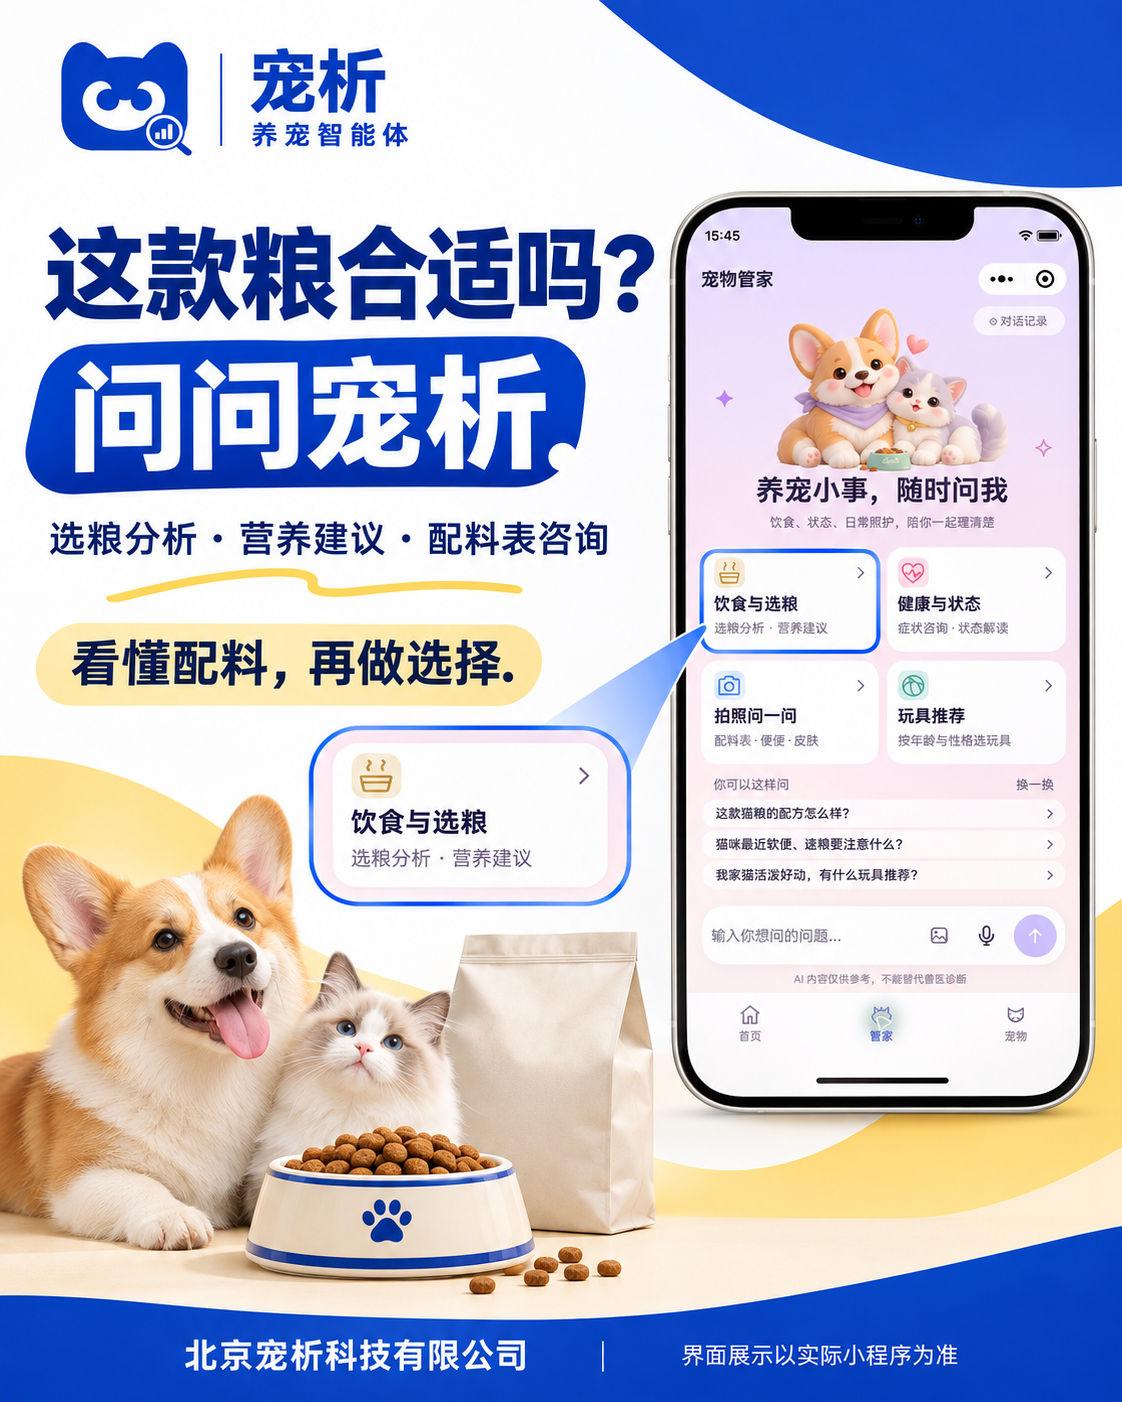 宠析
养宠智能体
这款粮合适吗?
问问宠析.
选粮分析 · 营养建议 · 配料表咨询
看懂配料, 再做选择.
饮食与选粮
选粮分析 · 营养建议
15:45
宠物管家
对话记录
养宠小事，随时问我
饮食、状态、日常照护，陪你一起理清楚
饮食与选粮
选粮分析 · 营养建议
健康与状态
症状咨询 · 状态解读
拍照问一问
配料表 · 便便 · 皮肤
玩具推荐
按年龄与性格选玩具
你可以这样问
换一换
这款猫粮的配方怎么样?
猫咪最近软便、速粮要注意什么?
我家猫活泼好动，有什么玩具推荐?
输入你想问的问题...
AI 内容仅供参考，不能替代兽医诊断
首页
管家
宠物
北京宠析科技有限公司
界面展示以实际小程序为准